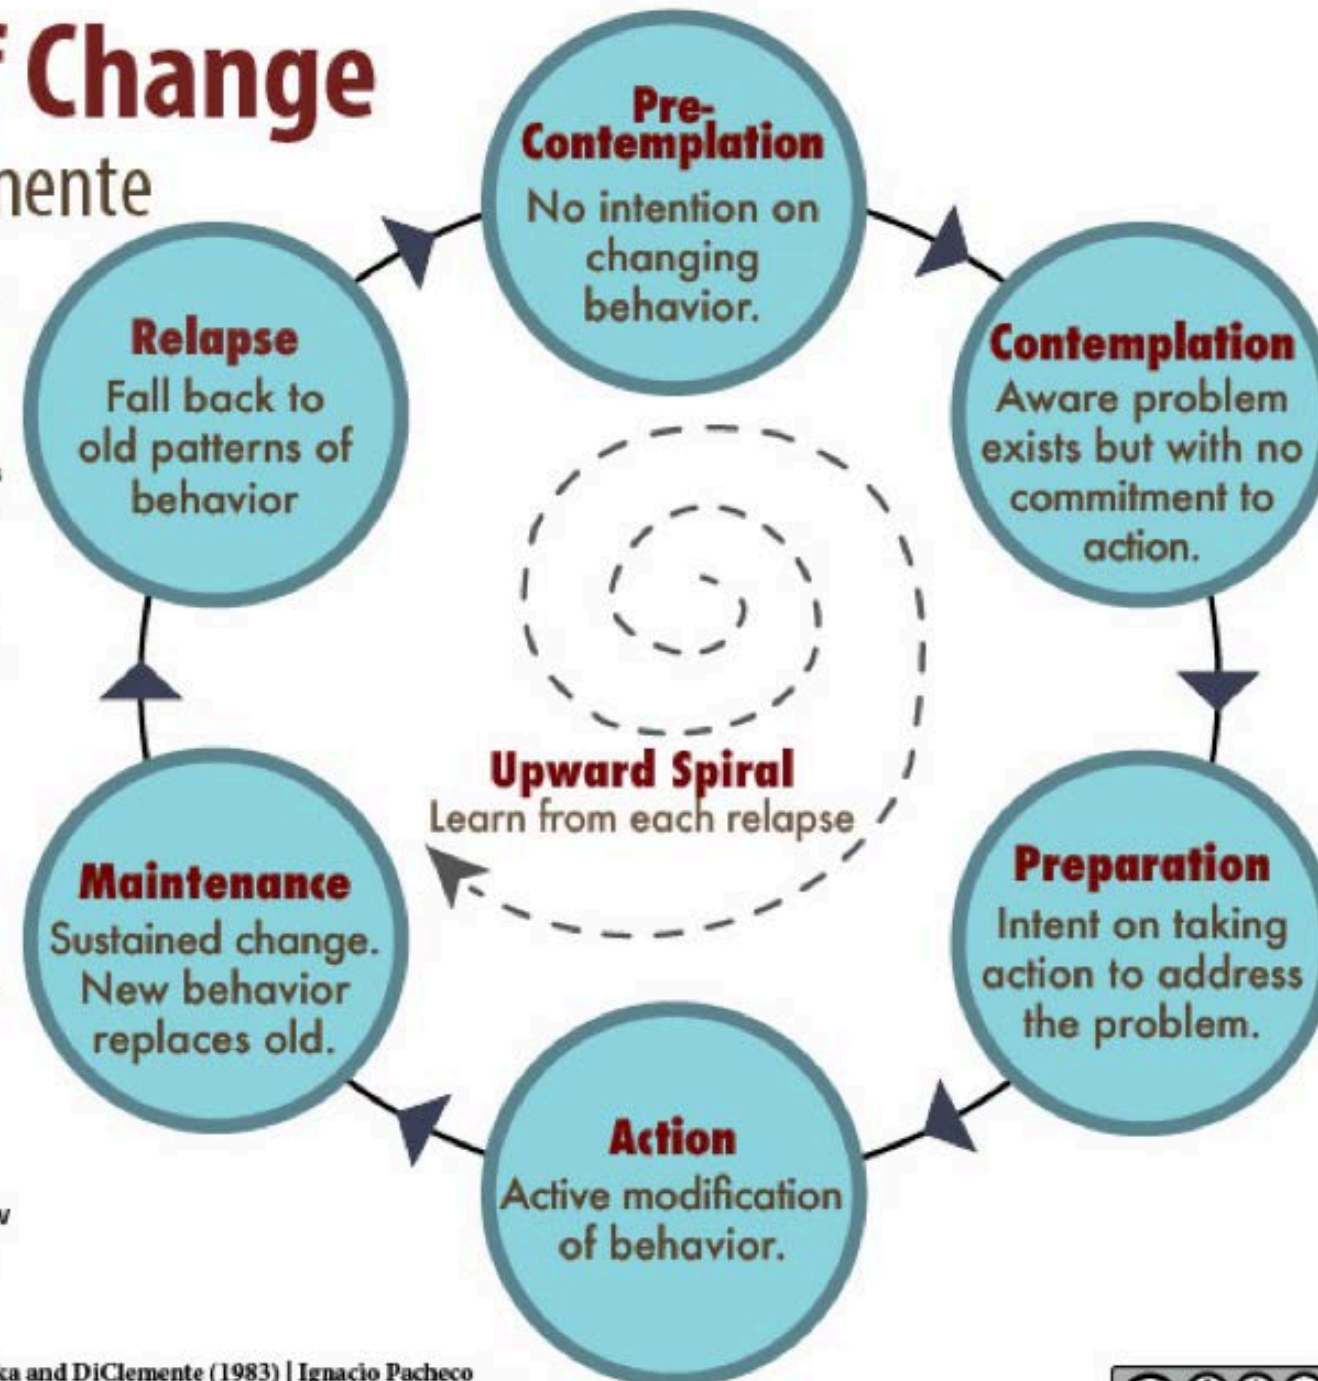 Change
Pre-
Contemplation
No intention on
changing
behavior.
Contemplation
Aware problem
exists but with no
commitment to
action.
Preparation
Intent on taking
action to address
the problem.
Action
Active modification
of behavior.
Maintenance
Sustained change.
New behavior
replaces old.
Relapse
Fall back to
old patterns of
behavior
Upward Spiral
Learn from each relapse
and DiClemente (1983) | Ignacio Pacheco